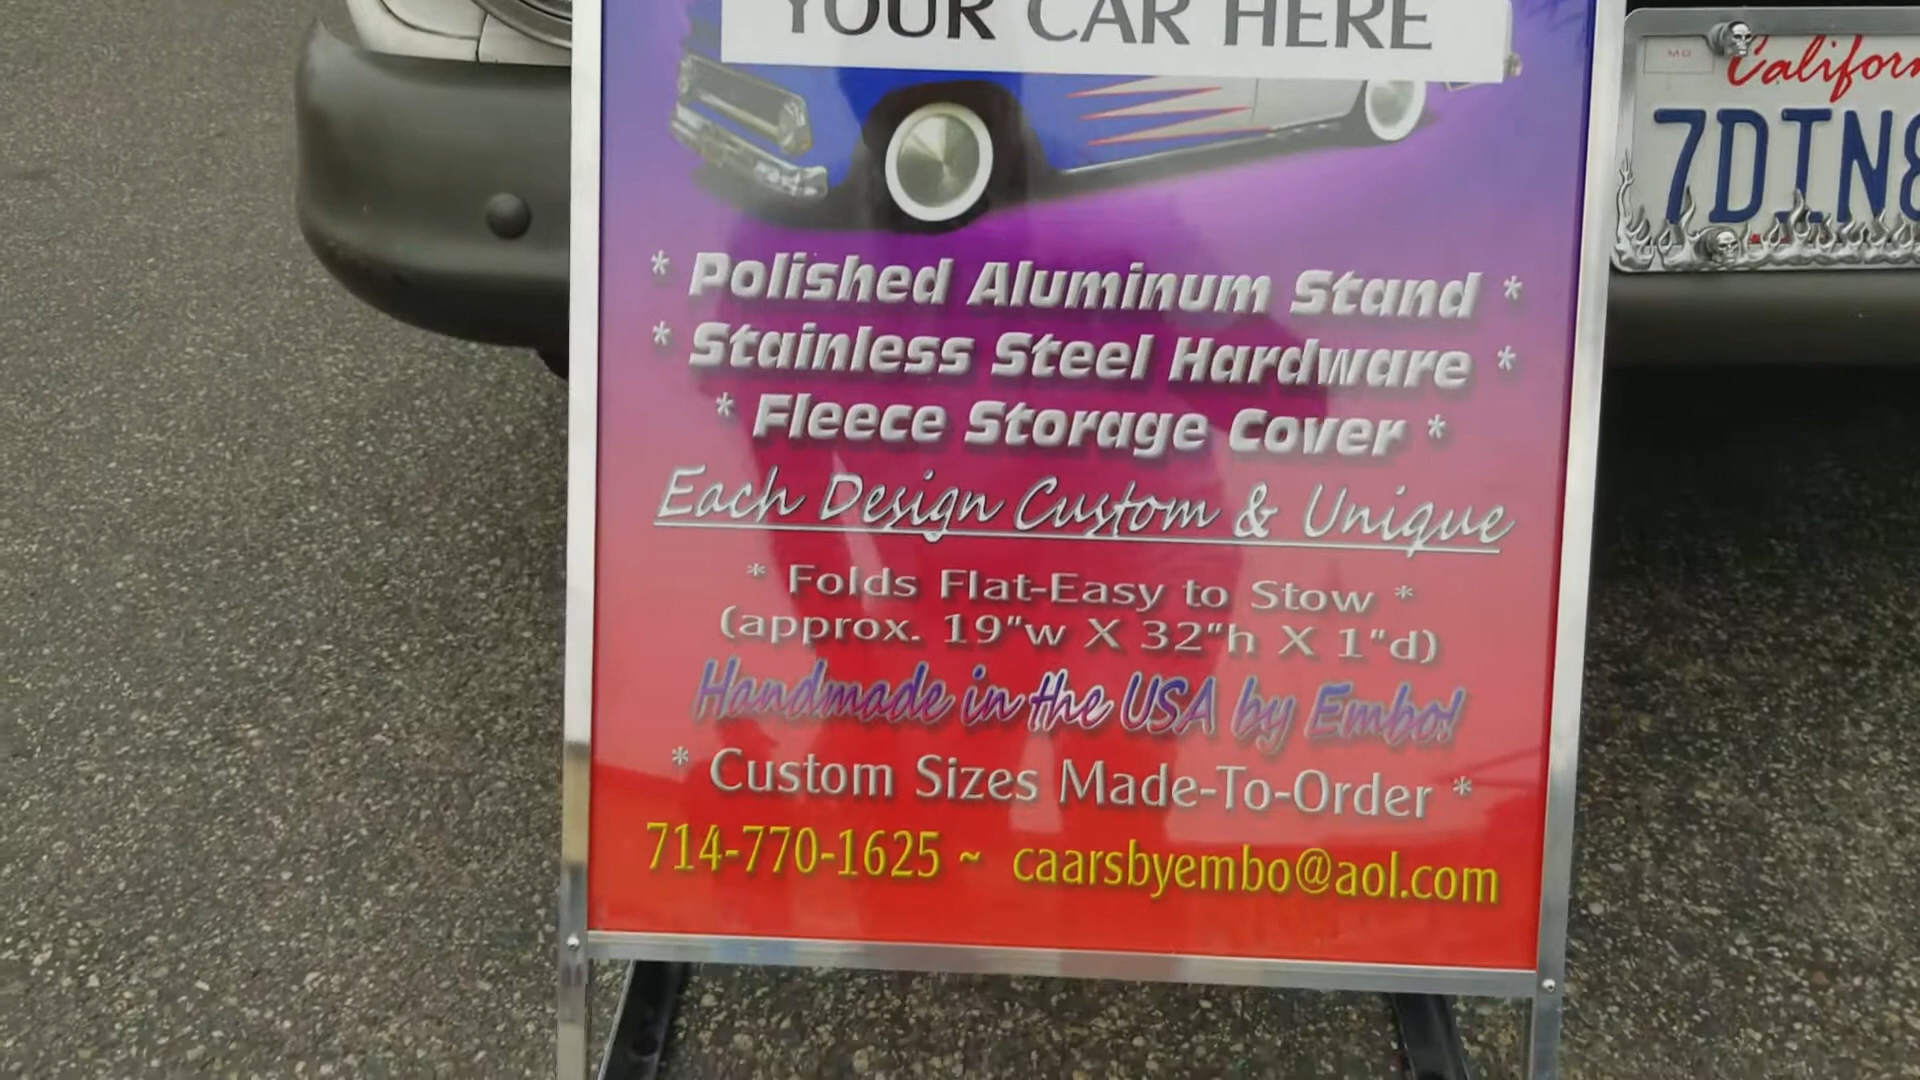 YOUR CAR HERE
* Polished Aluminum Stand *
* Stainless Steel Hardware *
* Fleece Storage Cover *
Each Design Custom & Unique
* Folds Flat-Easy to Stow *
(approx. 19"w X 32"h X 1"d)
Handmade in the USA by Embo!
* Custom Sizes Made-To-Order *
714-770-1625 ~ caarsbyembo@aol.com
MO
7DIN8